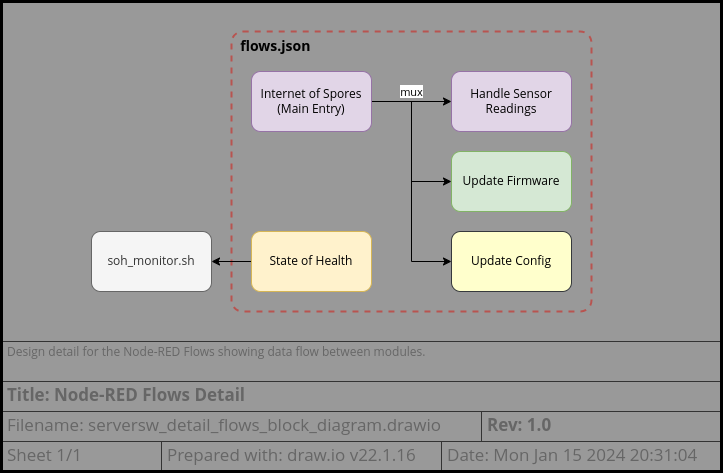 flows.json
Internet of Spores
(Main Entry)
mux
Handle Sensor
Readings
Update Firmware
soh_monitor.sh
State of Health
Update Config
Design detail for the Node-RED Flows showing data flow between modules.
Title: Node-RED Flows Detail
Filename: serversw_detail_flows_block_diagram.drawio
Rev: 1.0
Sheet 1/1
Prepared with: draw.io v22.1.16
Date: Mon Jan 15 2024 20:31:04